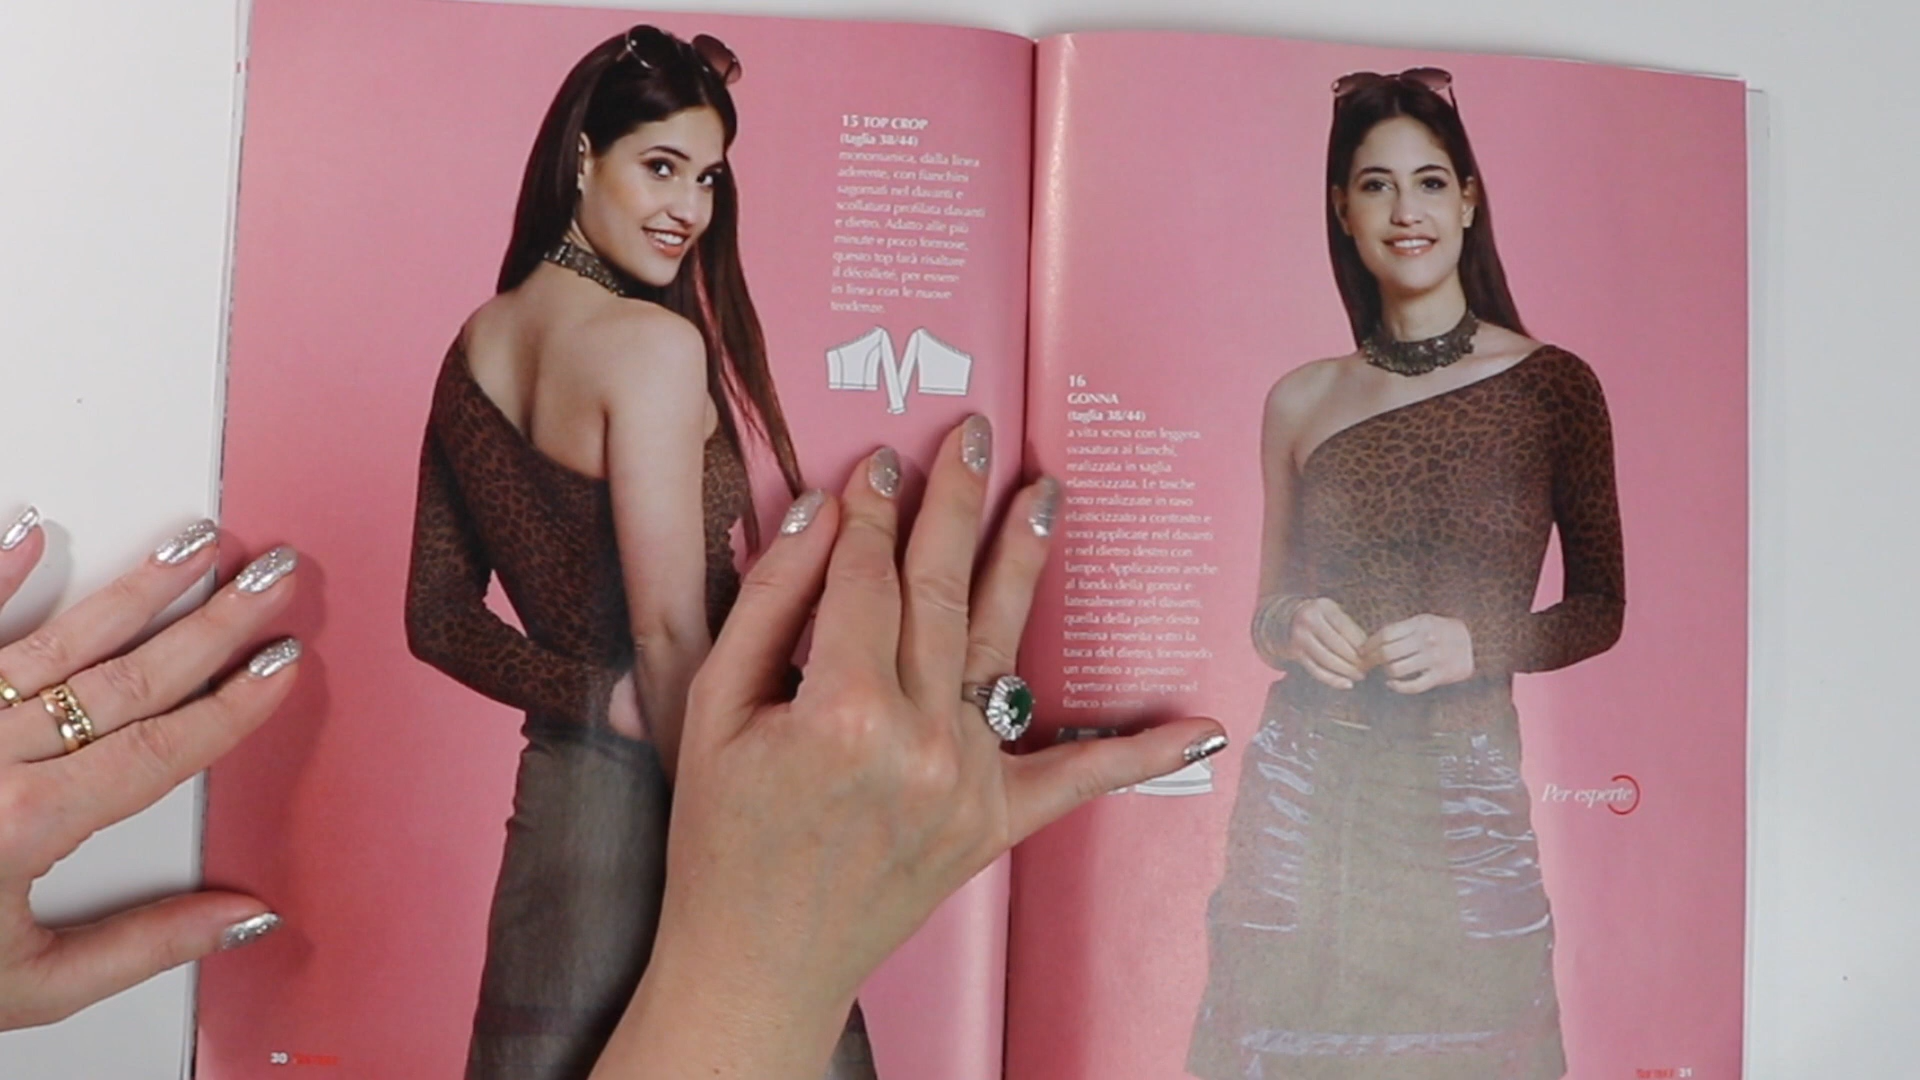 15 TOP CROP
(taglia 38/44)
monomanica, dalla linea
aderente, con fianchini
sagomati nel davanti e
scollatura profilata davanti
e dietro. Adatto alle più
minute e poco formose,
questo top farà risaltare
il décolleté, per essere
in linea con le nuove
tendenze.
16
GONNA
(taglia 38/44)
a vita scesa con leggera
svasatura ai fianchi,
realizzata in saglia
elasticizzata. Le tasche
sono realizzate in raso
elasticizzato a contrasto e
sono applicate nel davanti
e nel dietro destro con
lampo. Applicazioni anche
al fondo della gonna e
lateralmente nel davanti,
quella della parte destra
termina inserita sotto la
tasca del dietro, formando
un motivo a passante.
Apertura con lampo nel
fianco sinistro.
Per esperte
30
31